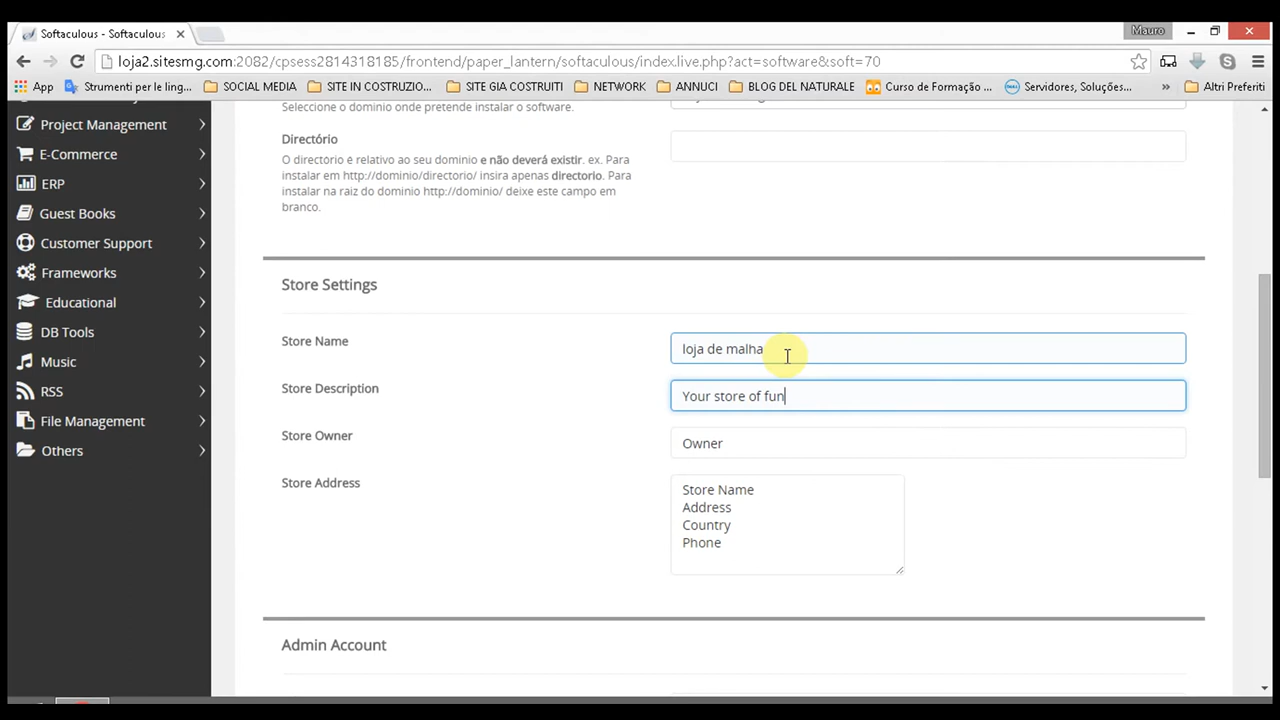 Softaculous - Softaculous
Mauro
loja2.sitesmg.com:2082/cpsess2814318185/frontend/paper_lantern/softaculous/index.live.php?act=software&soft=70
App
Strumenti per le ling...
SOCIAL MEDIA
SITE IN COSTRUZIO...
SITE GIA COSTRUITI
NETWORK
ANNUCI
BLOG DEL NATURALE
Curso de Formação ...
Servidores, Soluções...
»
Altri Preferiti
Project Management
E-Commerce
ERP
Guest Books
Customer Support
Frameworks
Educational
DB Tools
Music
RSS
File Management
Others
Seleccione o dominio onde pretende instalar o software.
Directório
O directório é relativo ao seu dominio e não deverá existir. ex. Para
instalar em http://dominio/directorio/ insira apenas directorio. Para
instalar na raiz do dominio http://dominio/ deixe este campo em
branco.
Store Settings
Store Name
loja de malha
Store Description
Your store of fun
Store Owner
Owner
Store Address
Store Name
Address
Country
Phone
Admin Account